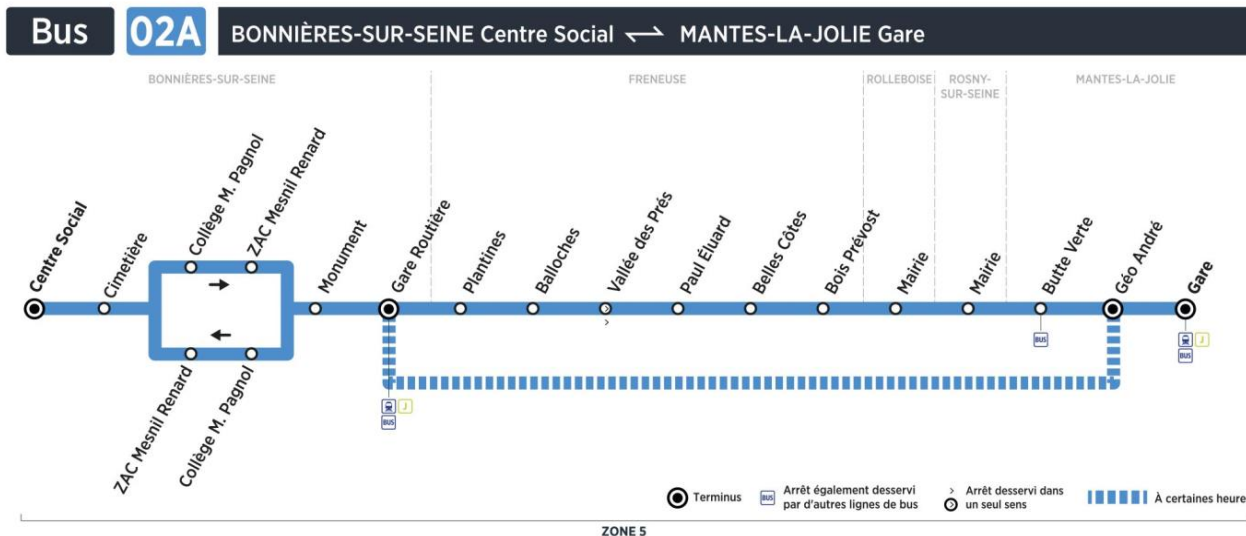 Bus 02A BONNIÈRES-SUR-SEINE Centre Social MANTES-LA-JOLIE Gare
BONNIÈRES-SUR-SEINE
FRENEUSE
ROLLEBOISE
ROSNY-
SUR-SEINE
MANTES-LA-JOLIE
Centre Social
Cimetière
Collège M. Pagnol
ZAC Mesnil Renard
ZAC Mesnil Renard
Collège M. Pagnol
Monument
Gare Routière
Plantines
Balloches
Vallée des Prés
Paul Éluard
Belles Côtes
Bois Prévost
Mairie
Mairie
Butte Verte
Géo André
Gare
J
BUS
BUS
J
BUS
Terminus
BUS
Arrêt également desservi
par d'autres lignes de bus
Arrêt desservi dans
un seul sens
À certaines heure
ZONE 5